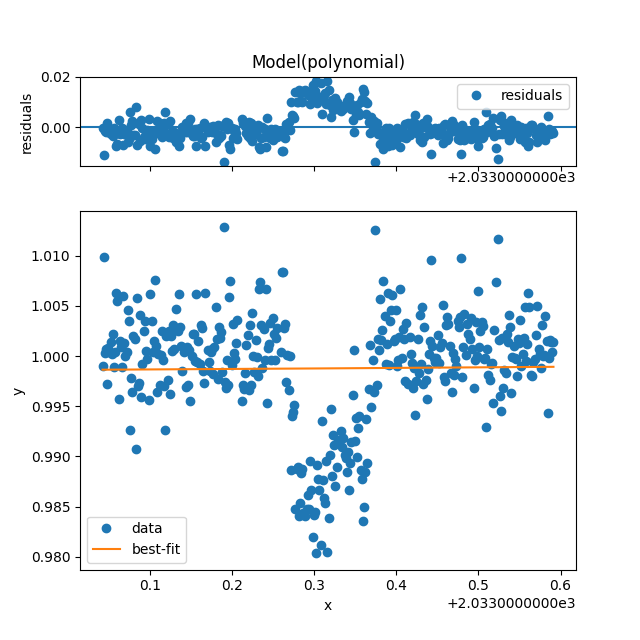 Model(polynomial)
0.02
0.00
residuals
residuals
+2.0330000000e3
1.010
1.005
1.000
0.995
0.990
0.985
0.980
y
data
best-fit
0.1 0.2 0.3 0.4 0.5 0.6
x
+2.0330000000e3